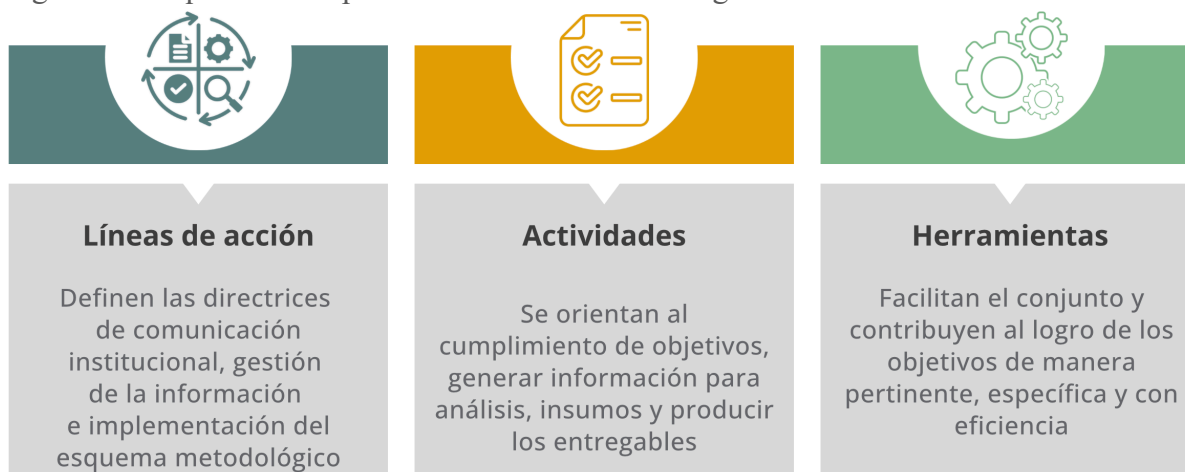 Líneas de acción
Definen las directrices
de comunicación
institucional, gestión
de la información
e implementación del
esquema metodológico
Actividades
Se orientan al
cumplimiento de objetivos,
generar información para
análisis, insumos y producir
los entregables
Herramientas
Facilitan el conjunto y
contribuyen al logro de los
objetivos de manera
pertinente, específica y con
eficiencia